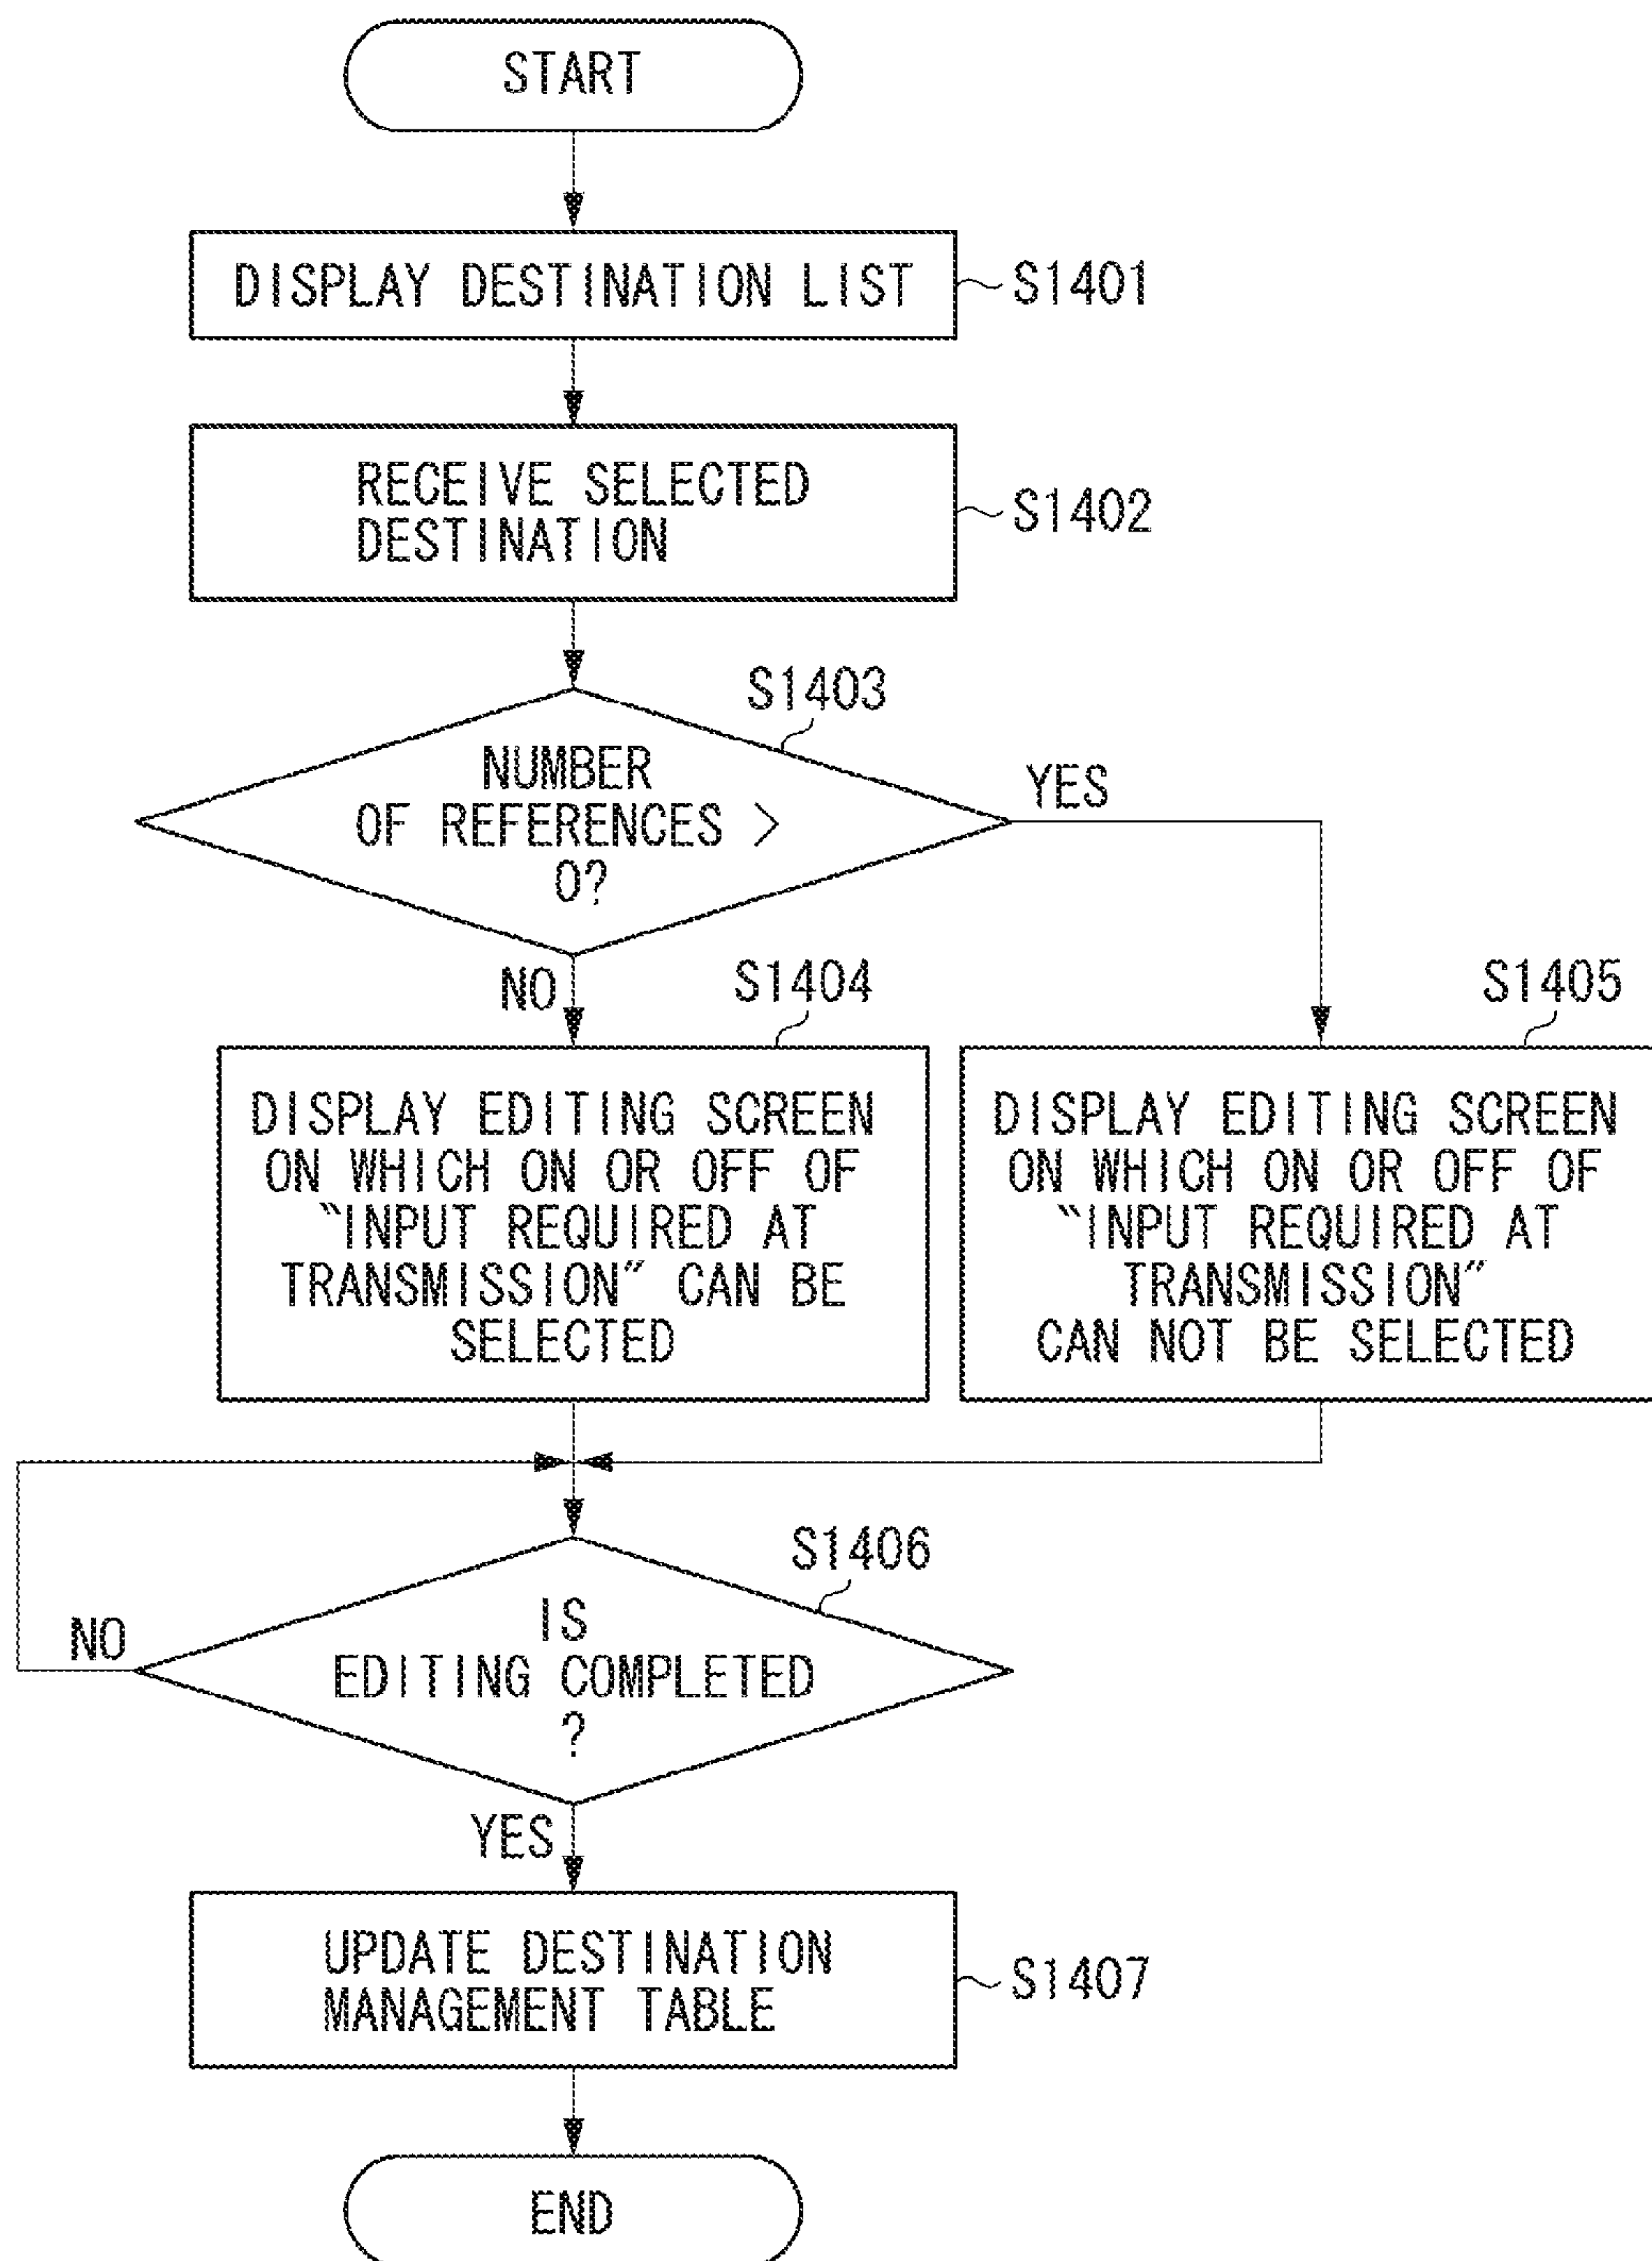 START
DISPLAY DESTINATION LIST
S1401
RECEIVE SELECTED
DESTINATION
S1402
S1403
NUMBER
OF REFERENCES >
0?
YES
NO
S1404
S1405
DISPLAY EDITING SCREEN
ON WHICH ON OR OFF OF
“INPUT REQUIRED AT
TRANSMISSION” CAN BE
SELECTED
DISPLAY EDITING SCREEN
ON WHICH ON OR OFF OF
“INPUT REQUIRED AT
TRANSMISSION”
CAN NOT BE SELECTED
S1406
IS
EDITING COMPLETED
?
NO
YES
UPDATE DESTINATION
MANAGEMENT TABLE
S1407
END